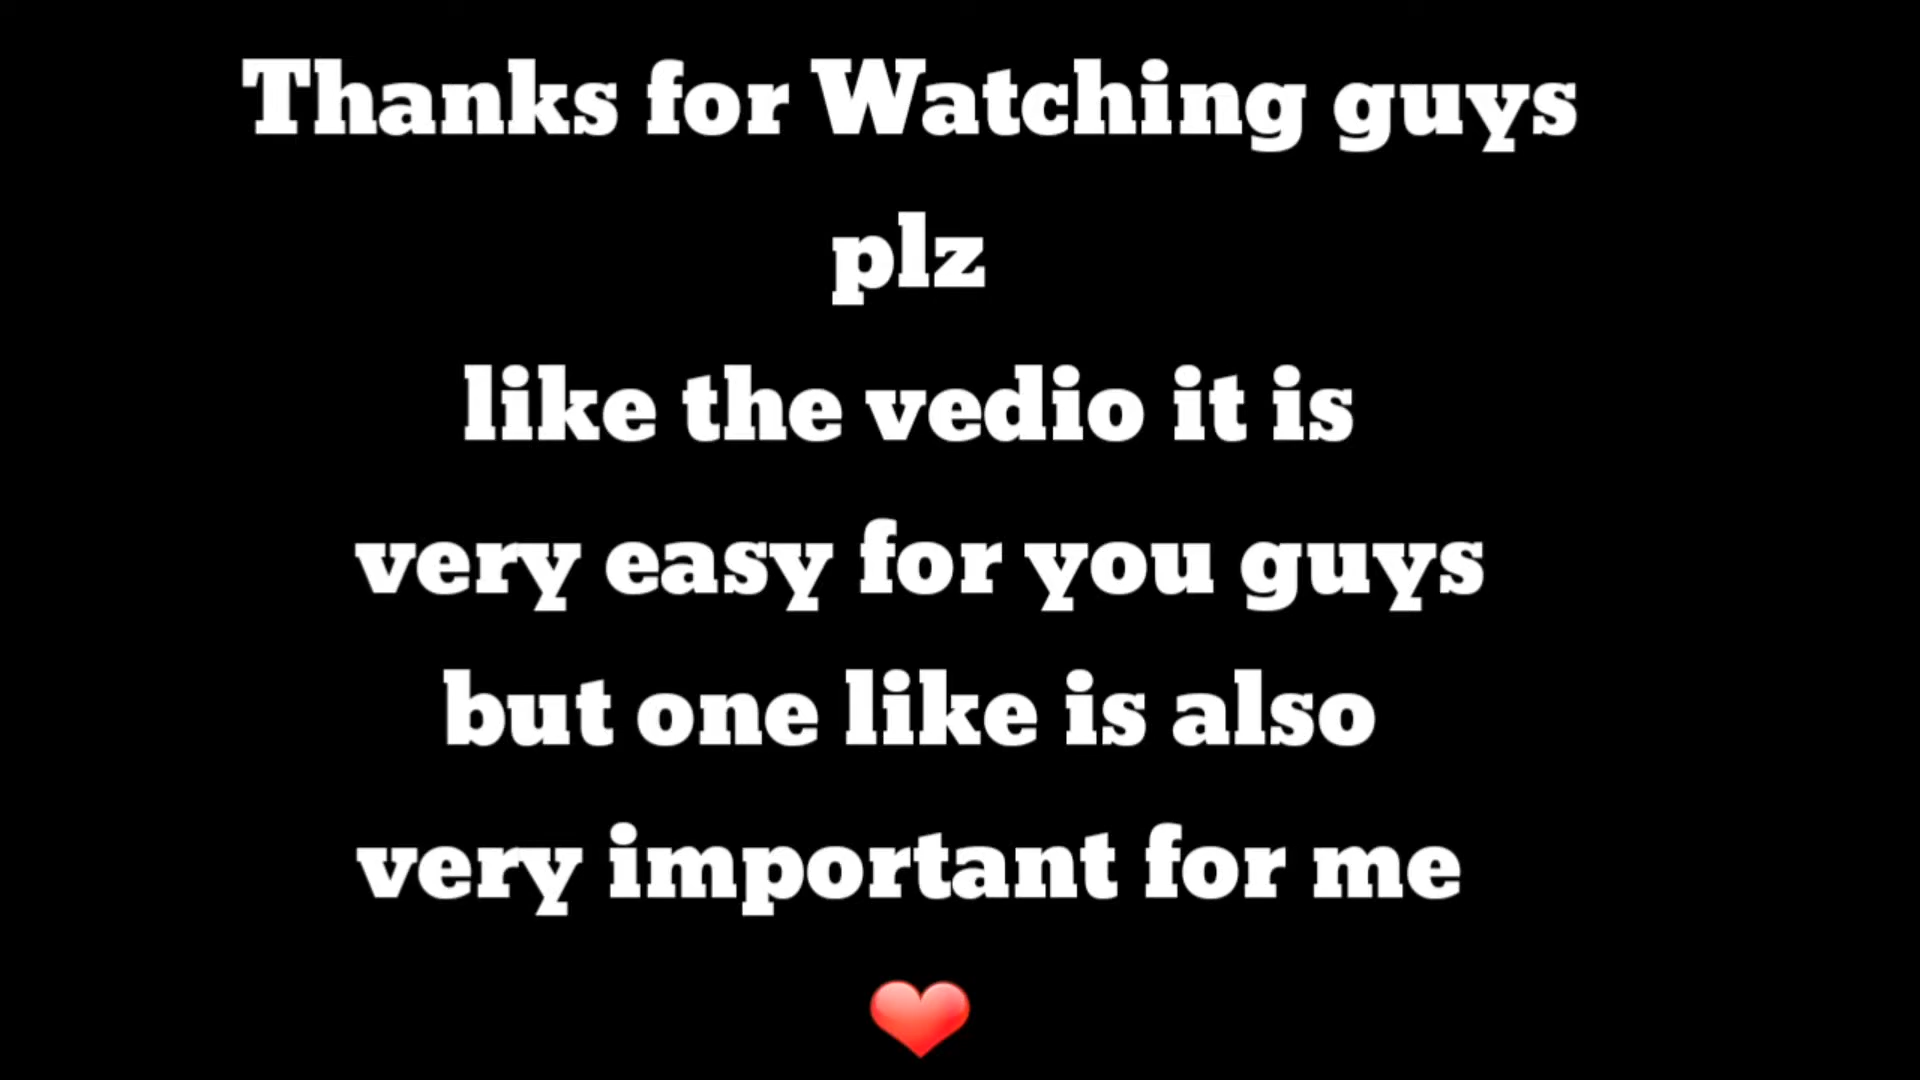 Thanks for Watching guys
plz
like the vedio it is
very easy for you guys
but one like is also
very important for me
❤️